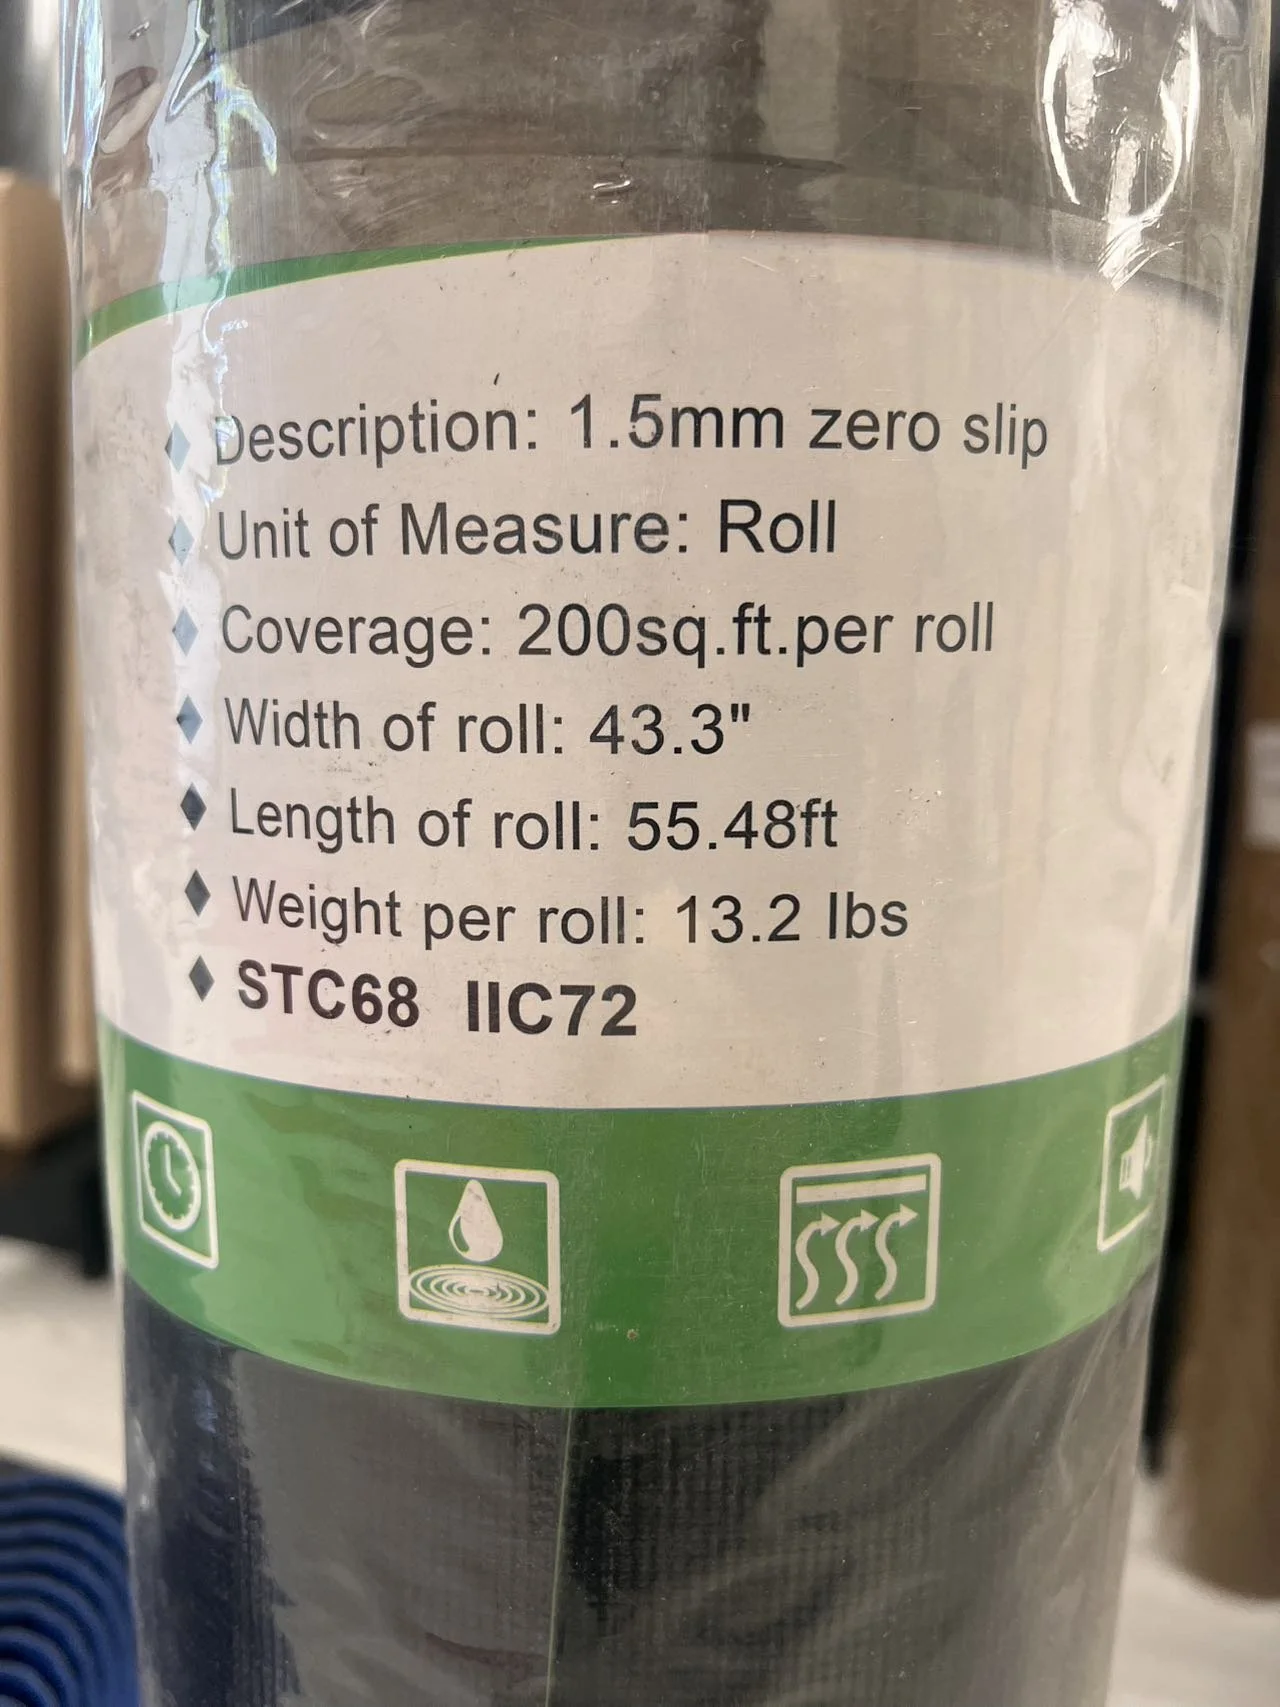 Description: 1.5mm zero slip
Unit of Measure: Roll
Coverage: 200sq.ft.per roll
Width of roll: 43.3"
Length of roll: 55.48ft
Weight per roll: 13.2 lbs
STC68 IIC72